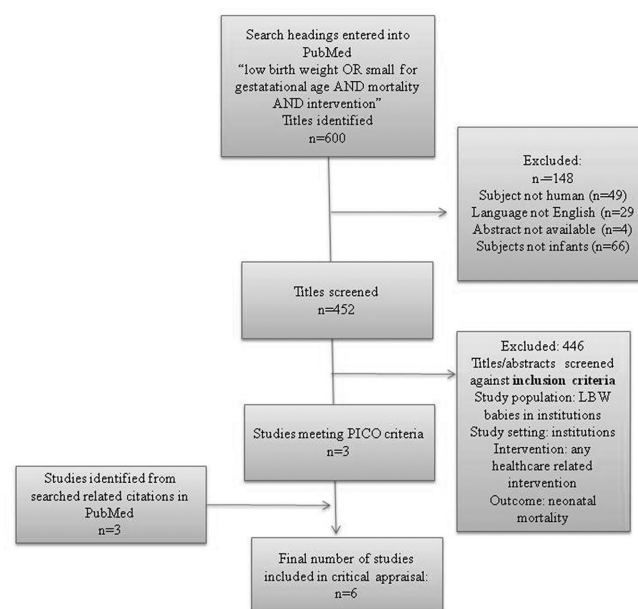 Search headings entered into
PubMed
“low birth weight OR small for
gestatational age AND mortality
AND intervention”
Titles identified
n=600
Excluded:
n-=148
Subject not human (n=49)
Language not English (n=29
Abstract not available (n=4)
Subjects not infants (n=66)
Titles screened
n=452
Excluded: 446
Titles/abstracts screened
against inclusion criteria
Study population: LBW
babies in institutions
Study setting: institutions
Intervention: any
healthcare related
intervention
Outcome: neonatal
mortality
Studies meeting PICO criteria
n=3
Studies identified from
searched related citations in
PubMed
n=3
Final number of studies
included in critical appraisal:
n=6